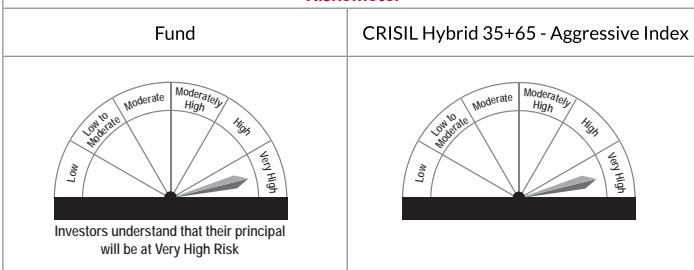 Fund
CRISIL Hybrid 35+65 - Aggressive Index
Low
Low to
Moderate
Moderate
Moderately
High
High
Very High
Low
Low to
Moderate
Moderate
Moderately
High
High
Very High
Investors understand that their principal
will be at Very High Risk